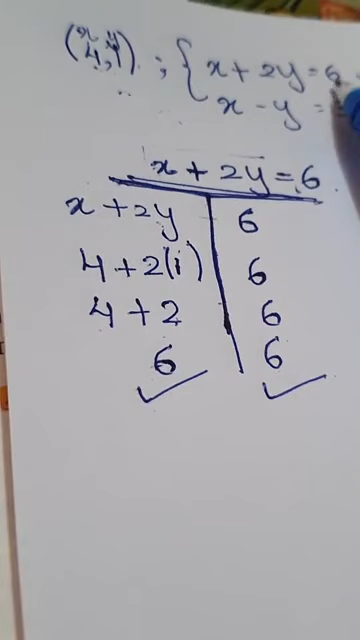 x y
(4,1) ; { x + 2y = 6
x - y =
x + 2y = 6
x + 2y 6
4 + 2(1) 6
4 + 2 6
6 6